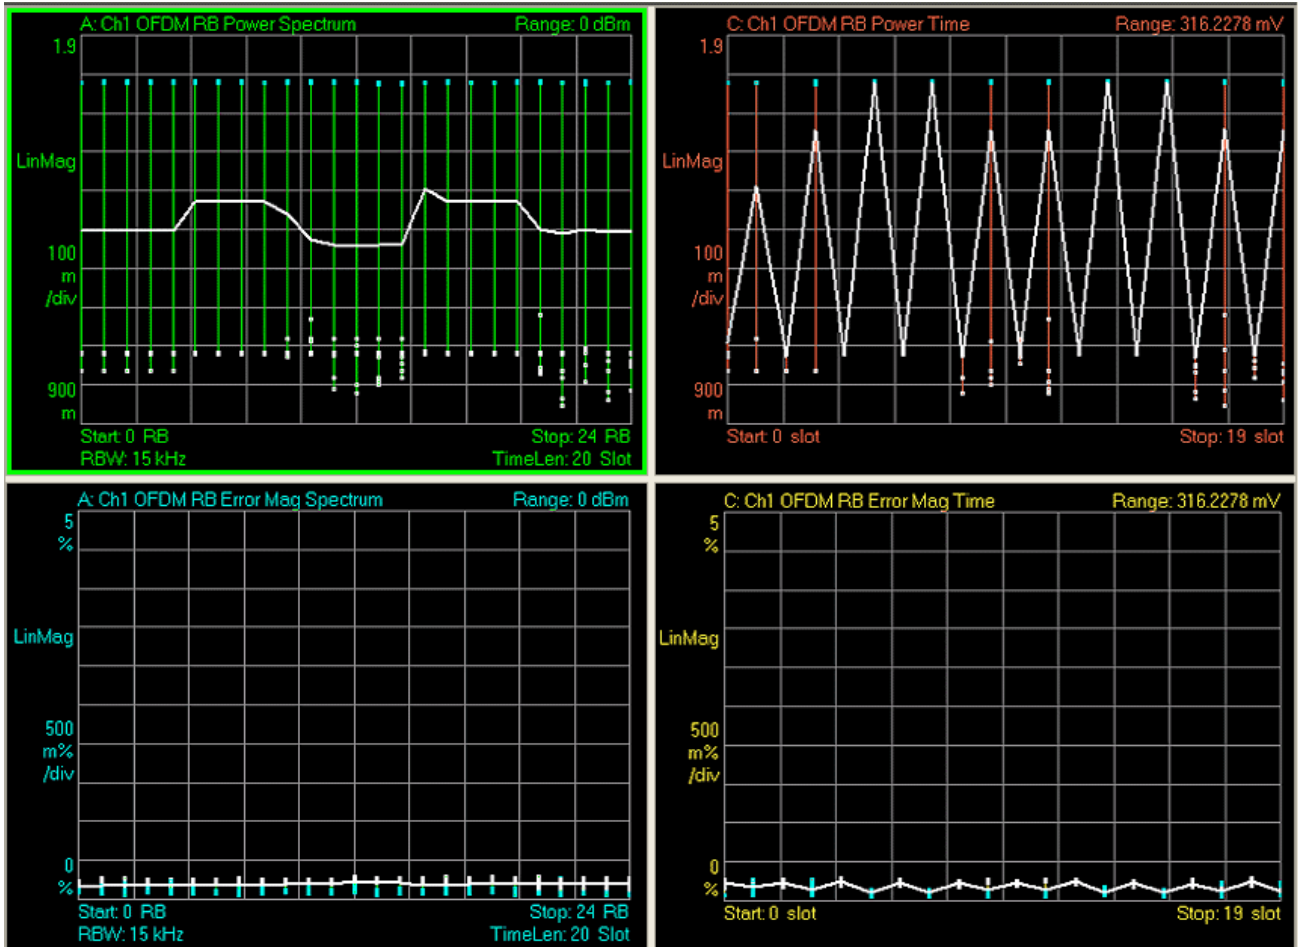 A: Ch1 OFDM RB Power Spectrum
Range: 0 dBm
1.9
LinMag
100
m
/div
900
m
Start: 0 RB
Stop: 24 RB
RBW: 15 kHz
TimeLen: 20 Slot
C: Ch1 OFDM RB Power Time
Range: 316.2278 mV
1.9
LinMag
100
m
/div
900
m
Start: 0 slot
Stop: 19 slot
A: Ch1 OFDM RB Error Mag Spectrum
Range: 0 dBm
5
%
LinMag
500
m%
/div
0
%
Start: 0 RB
Stop: 24 RB
RBW: 15 kHz
TimeLen: 20 Slot
C: Ch1 OFDM RB Error Mag Time
Range: 316.2278 mV
5
%
LinMag
500
m%
/div
0
%
Start: 0 slot
Stop: 19 slot